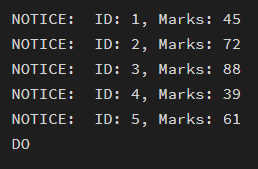 NOTICE:  ID: 1, Marks: 45
NOTICE:  ID: 2, Marks: 72
NOTICE:  ID: 3, Marks: 88
NOTICE:  ID: 4, Marks: 39
NOTICE:  ID: 5, Marks: 61
DO